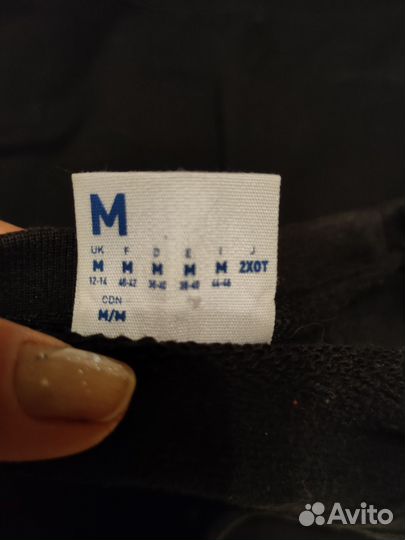 M
UK F D E I J
M M M M M 2XOT
12-14 40-42 36-40 38-40 44-46
CDN
M/M
Avito